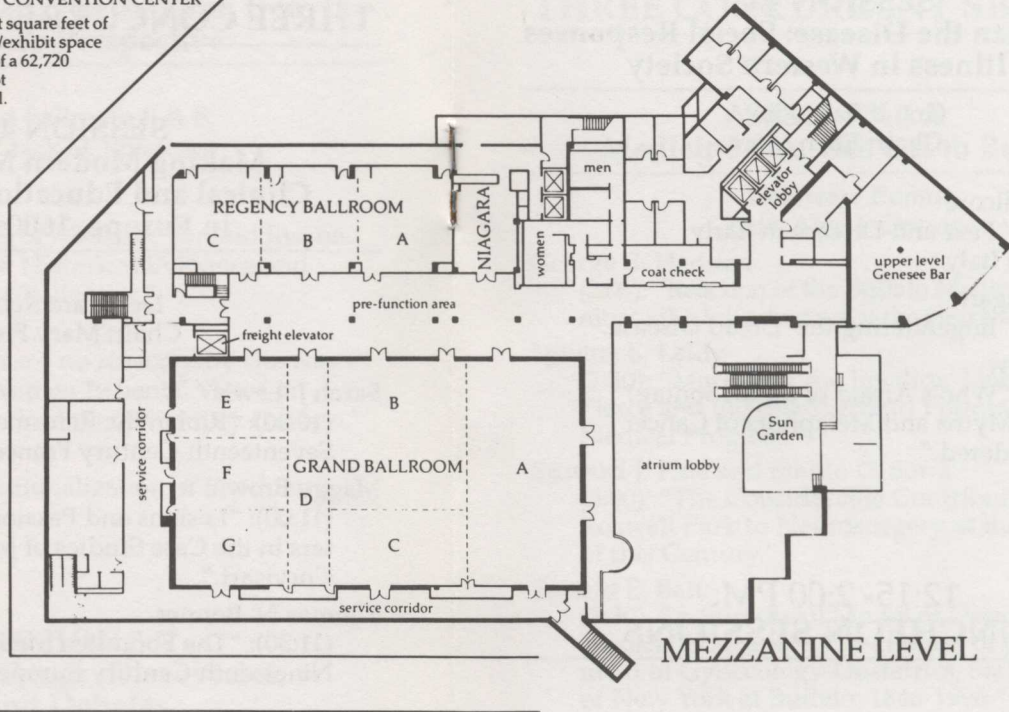 CONVENTION CENTER
square feet of
exhibit space
of a 62,720
REGENCY BALLROOM
C
B
A
NIAGARA
men
women
coat check
elevator
lobby
upper level
Genesee Bar
pre-function area
freight elevator
service corridor
B
GRAND BALLROOM
A
F
D
G
C
Sun
Garden
atrium lobby
service corridor
MEZZANINE LEVEL